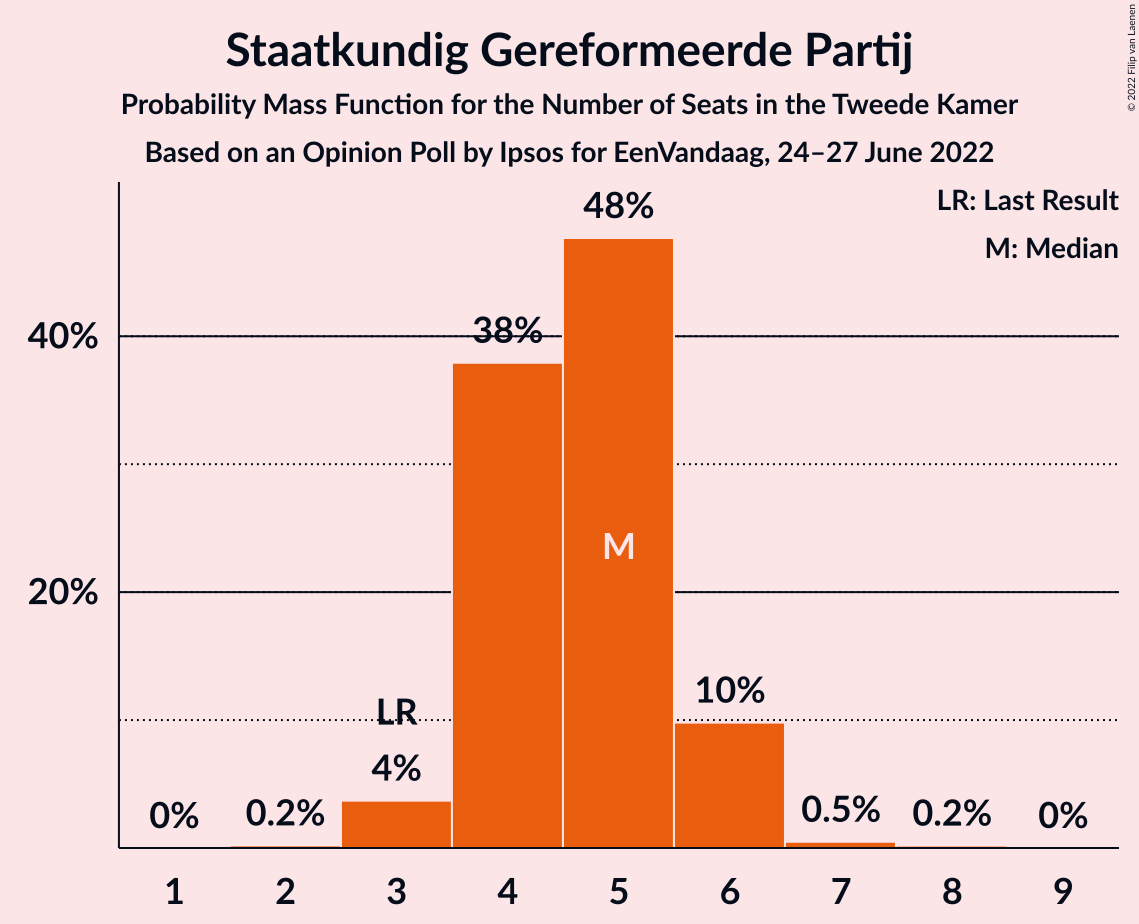 Staatkundig Gereformeerde Partij
Probability Mass Function for the Number of Seats in the Tweede Kamer
Based on an Opinion Poll by Ipsos for EenVandaag, 24–27 June 2022
© 2022 Filip van Laenen
LR: Last Result
M: Median
48%
38%
40%
M
20%
10%
LR
4%
0%
0.2%
0.5%
0.2%
0%
1 2 3 4 5 6 7 8 9